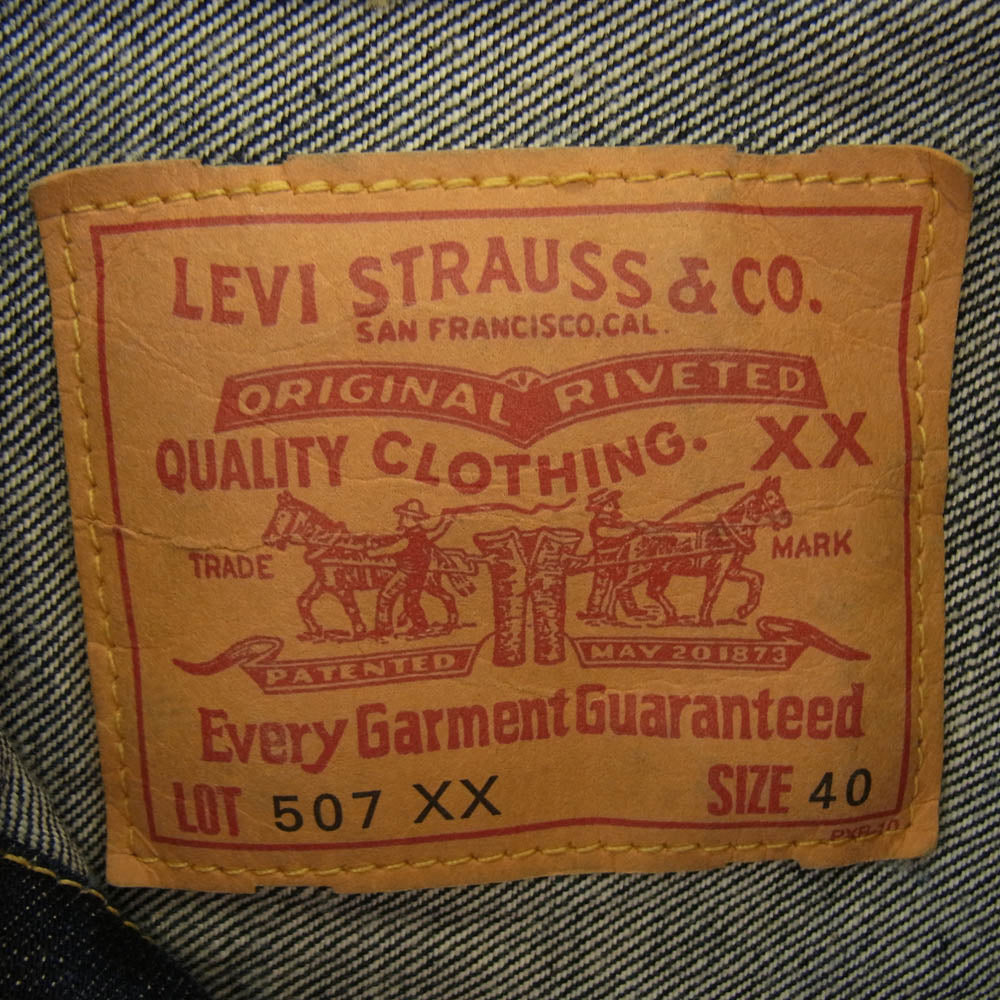 LEVI STRAUSS & CO.
SAN FRANCISCO, CAL.
ORIGINAL RIVETED
QUALITY CLOTHING. XX
TRADE MARK
PATENTED MAY 20 1873
Every Garment Guaranteed
LOT 507 XX SIZE 40